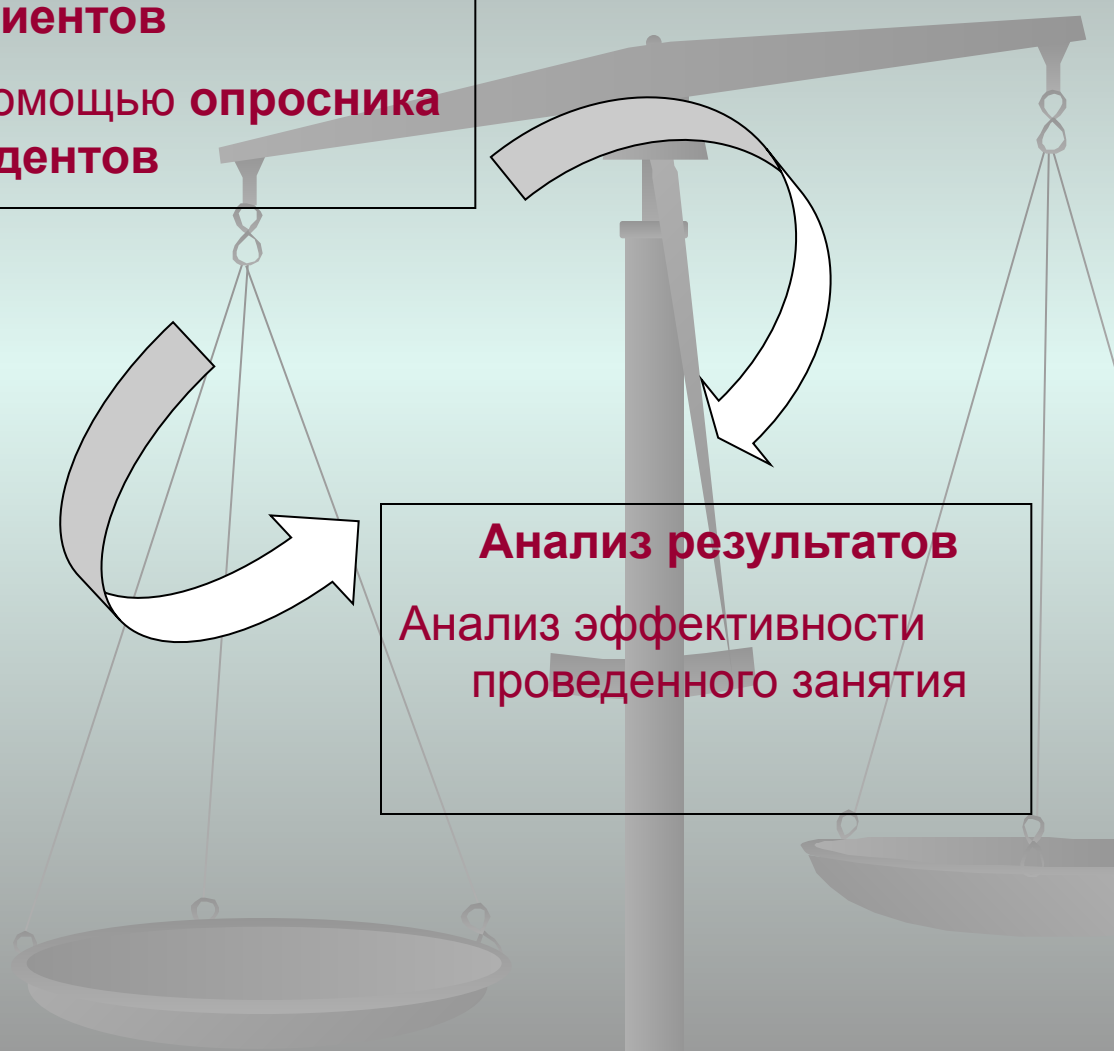 иентов
омощью опросника
дентов
Анализ результатов
Анализ эффективности
проведенного занятия